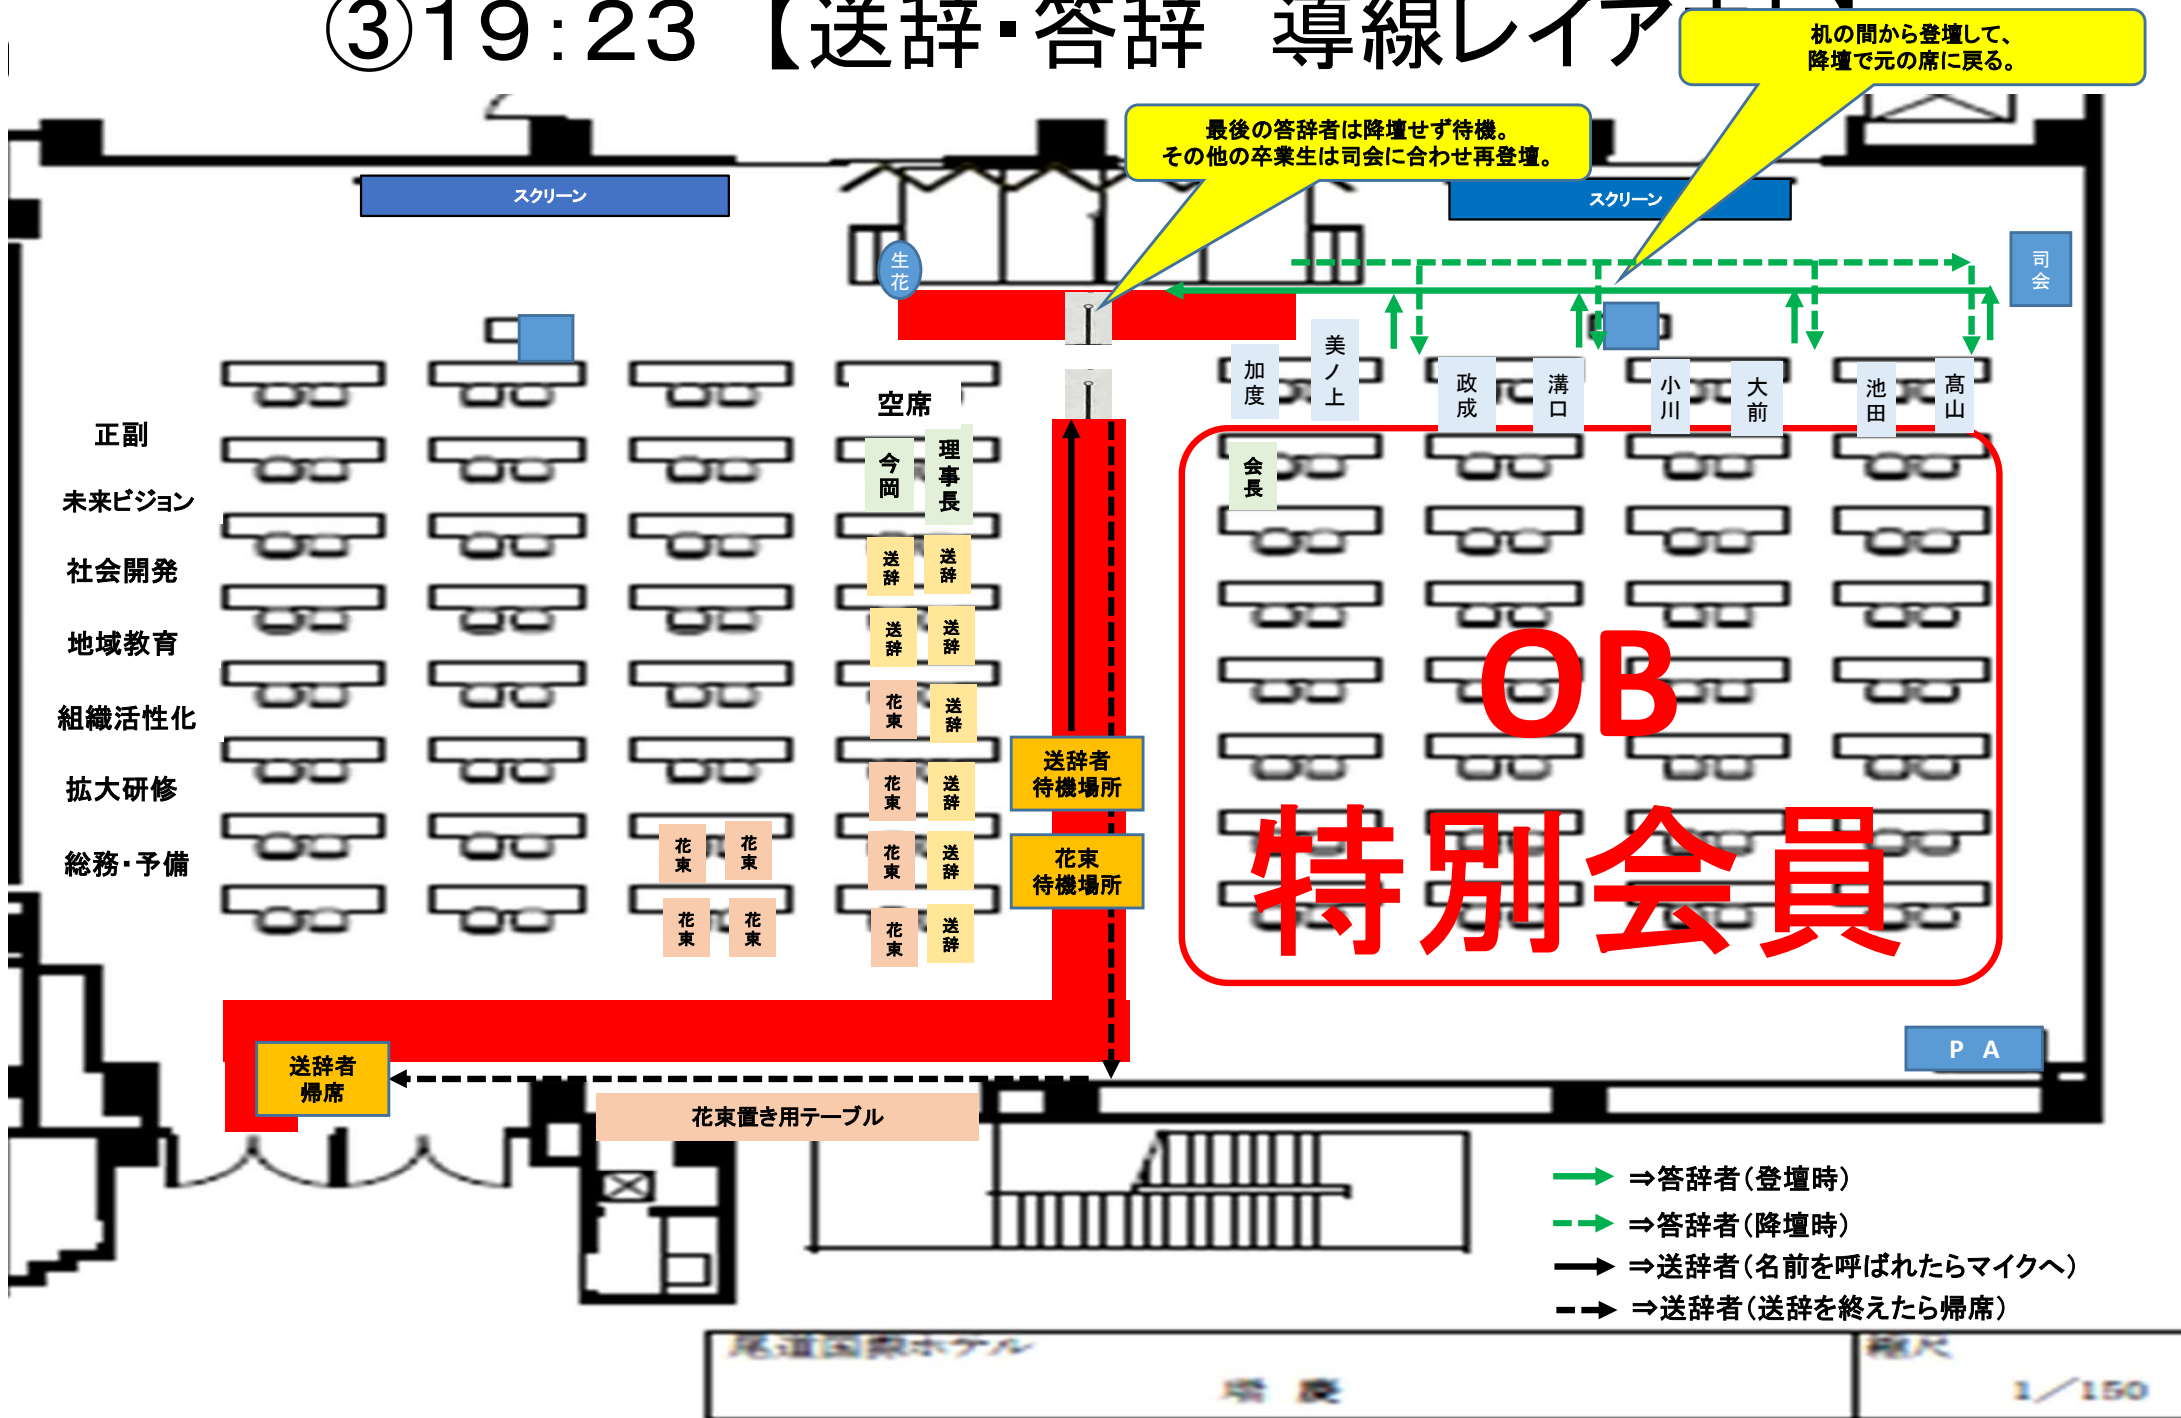 ③19:23 【送辞・答辞 導線レイア
机の間から登壇して、
降壇で元の席に戻る。
最後の答辞者は降壇せず待機。
その他の卒業生は司会に合わせ再登壇。
スクリーン
スクリーン
生花
司会
加度
美ノ上
政成
溝口
小川
大前
池田
髙山
空席
正副
未来ビジョン
社会開発
地域教育
組織活性化
拡大研修
総務・予備
今岡
理事長
会長
送辞
送辞
送辞
送辞
花束
送辞
花束
送辞
花束
花束
花束
送辞
花束
花束
花束
送辞
送辞者
待機場所
花束
待機場所
OB
特別会員
送辞者
帰席
花束置き用テーブル
P A
⇒答辞者(登壇時)
⇒答辞者(降壇時)
⇒送辞者(名前を呼ばれたらマイクへ)
⇒送辞者(送辞を終えたら帰席)
尾道国際ホテル
縮尺
1/150